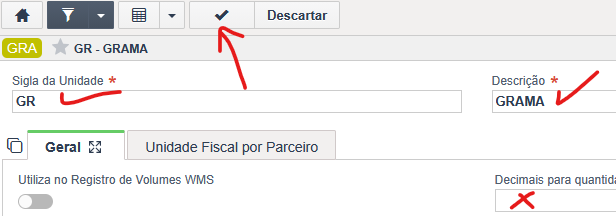 Descartar
GRA GR - GRAMA
Sigla da Unidade * Descrição *
GR GRAMA
Geral Unidade Fiscal por Parceiro
Utiliza no Registro de Volumes WMS Decimais para quantida